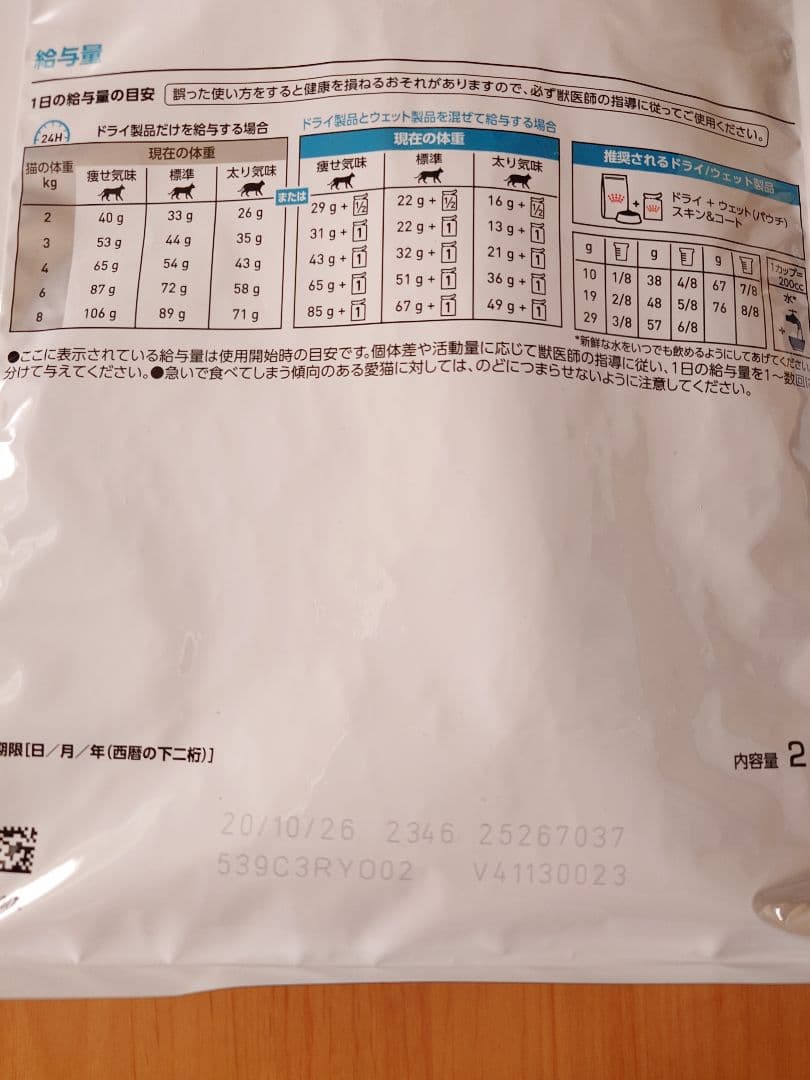 給与量
1日の給与量の目安 誤った使い方をすると健康を損ねるおそれがありますので、必ず獣医師の指導に従ってご使用ください。
24H ドライ製品だけを給与する場合 ドライ製品とウェット製品を混ぜて給与する場合
猫の体重 kg 現在の体重 または 現在の体重
痩せ気味 標準 太り気味 痩せ気味 標準 太り気味
2 40 g 33 g 26 g 29 g + ½ 22 g + ½ 16 g + ½
3 53 g 44 g 35 g 31 g + 1 22 g + 1 13 g + 1
4 65 g 54 g 43 g 43 g + 1 32 g + 1 21 g + 1
6 87 g 72 g 58 g 65 g + 1 51 g + 1 36 g + 1
8 106 g 89 g 71 g 85 g + 1 67 g + 1 49 g + 1
推奨されるドライ/ウェット製品
ドライ + ウェット(パウチ)
スキン&コート
g g g 1カップ=
200cc
10 1/8 38 4/8 67 7/8
19 2/8 48 5/8 76 8/8
29 3/8 57 6/8
水*
+
*新鮮な水をいつでも飲めるようにしてあげてください
●ここに表示されている給与量は使用開始時の目安です。個体差や活動量に応じて獣医師の指導に従い、1日の給与量を1〜数回に
分けて与えてください。●急いで食べてしまう傾向のある愛猫に対しては、のどにつまらせないように注意してください。
期限[日/月/年(西暦の下二桁)]
内容量 2
20/10/26 2346 25267037
539C3RYO02 V41130023